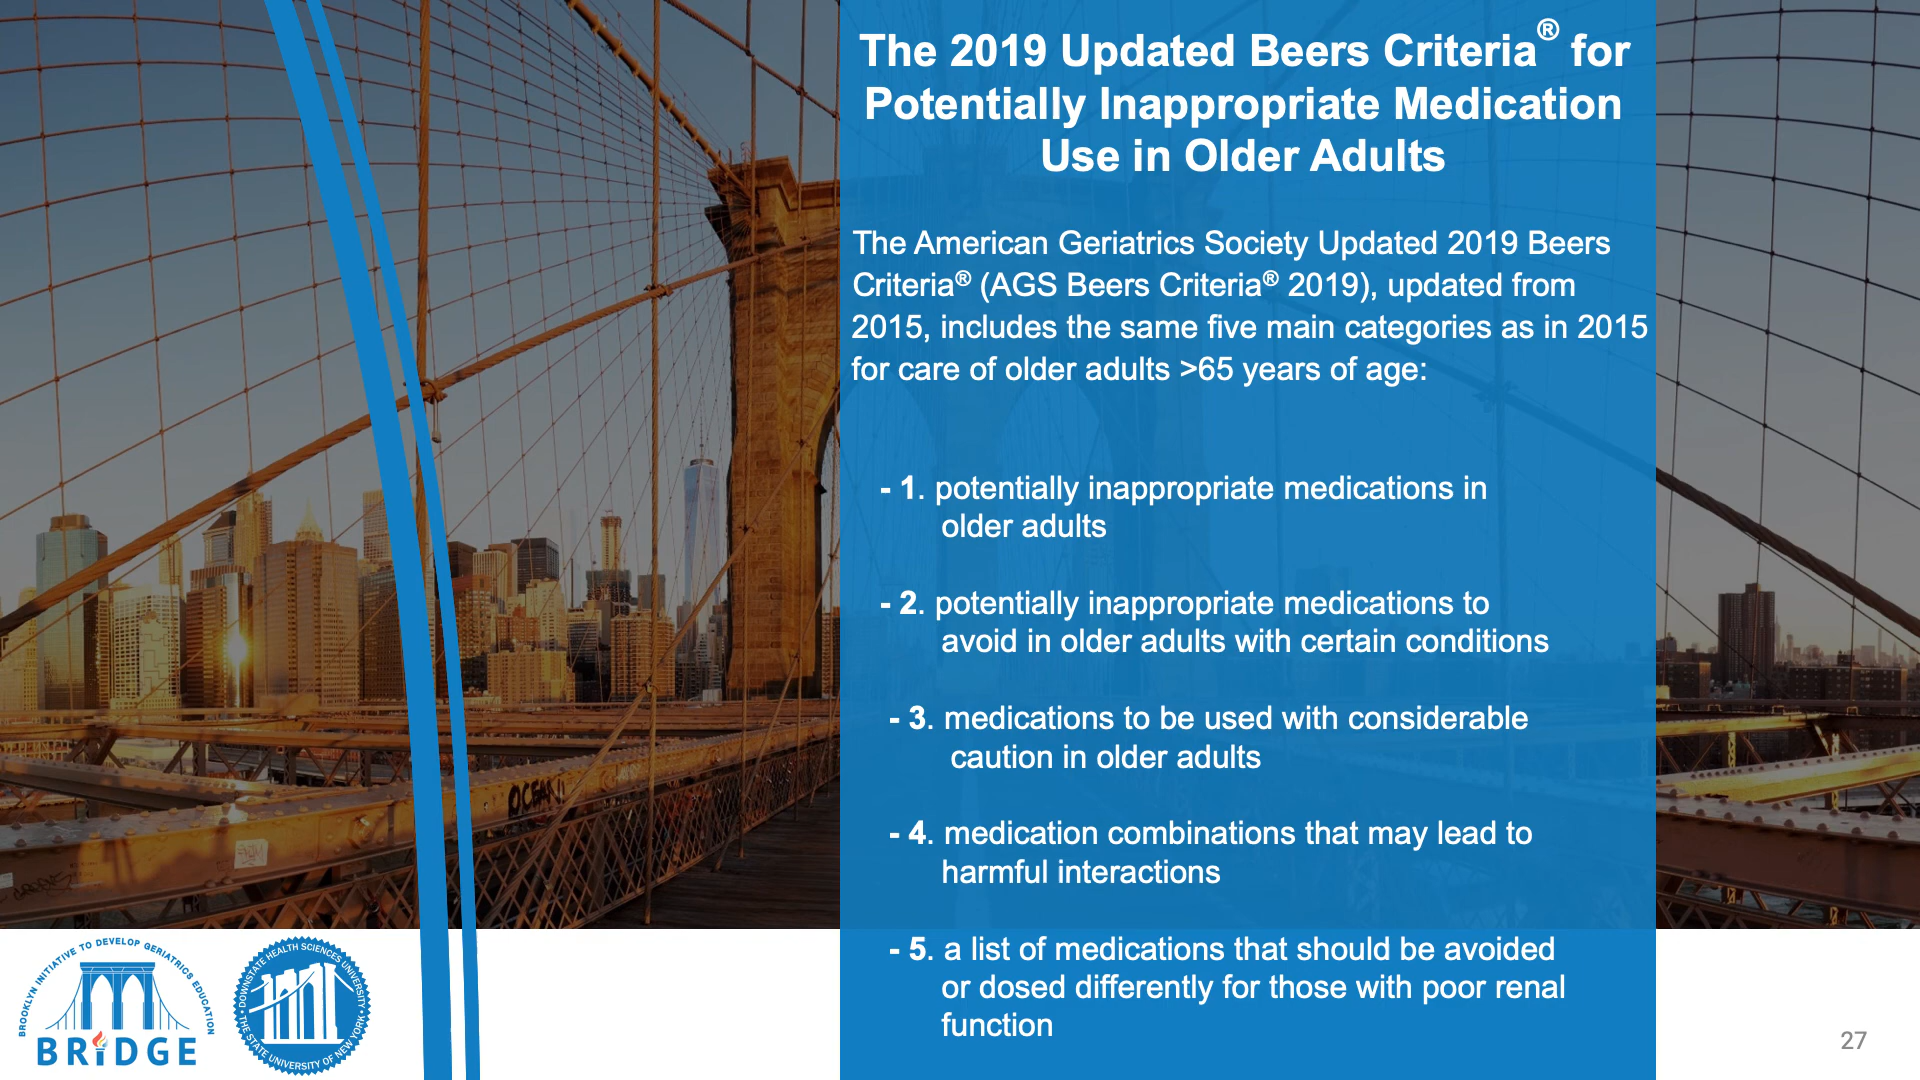 The 2019 Updated Beers Criteria® for
Potentially Inappropriate Medication
Use in Older Adults
The American Geriatrics Society Updated 2019 Beers
Criteria® (AGS Beers Criteria® 2019), updated from
2015, includes the same five main categories as in 2015
for care of older adults >65 years of age:
- 1. potentially inappropriate medications in
older adults
- 2. potentially inappropriate medications to
avoid in older adults with certain conditions
- 3. medications to be used with considerable
caution in older adults
- 4. medication combinations that may lead to
harmful interactions
- 5. a list of medications that should be avoided
or dosed differently for those with poor renal
function
OCEAN
BROOKLYN INITIATIVE TO DEVELOP GERIATRICS EDUCATION
BRiDGE
DOWNSTATE HEALTH SCIENCES UNIVERSITY
THE STATE UNIVERSITY OF NEW YORK
27